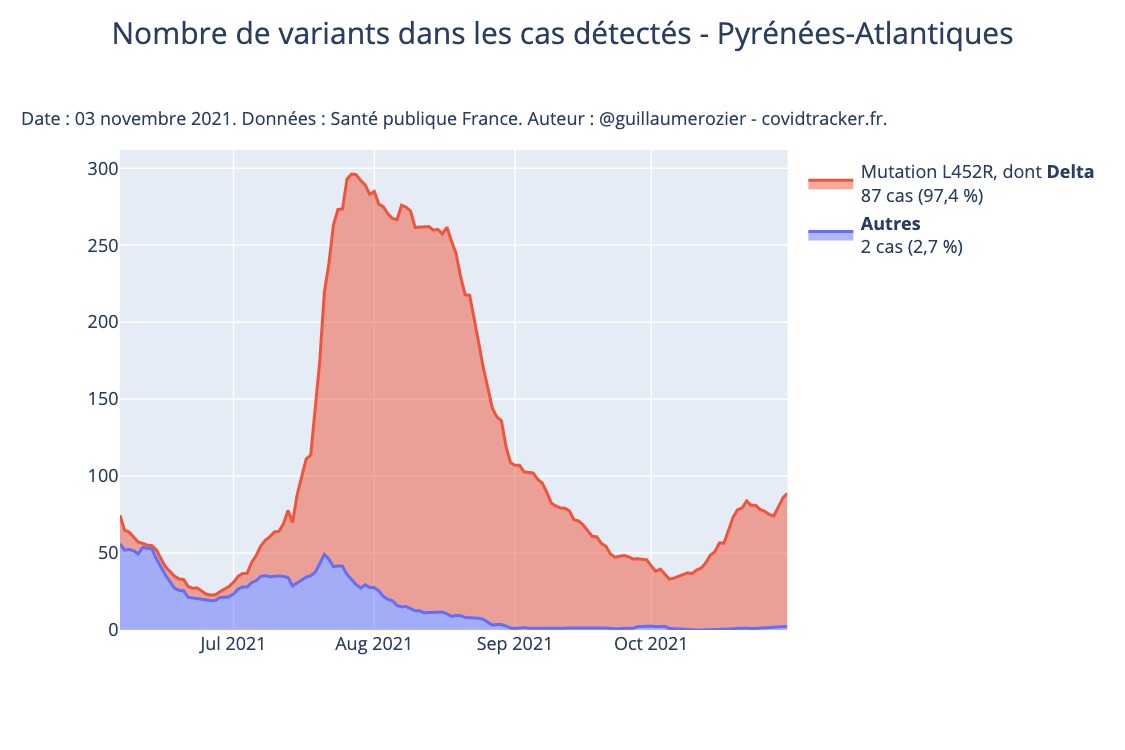 Nombre de variants dans les cas détectés - Pyrénées-Atlantiques
Date : 03 novembre 2021. Données : Santé publique France. Auteur : @guillaumerozier - covidtracker.fr.
300
250
200
150
100
50
0
Jul 2021
Aug 2021
Sep 2021
Oct 2021
Mutation L452R, dont Delta
87 cas (97,4 %)
Autres
2 cas (2,7 %)